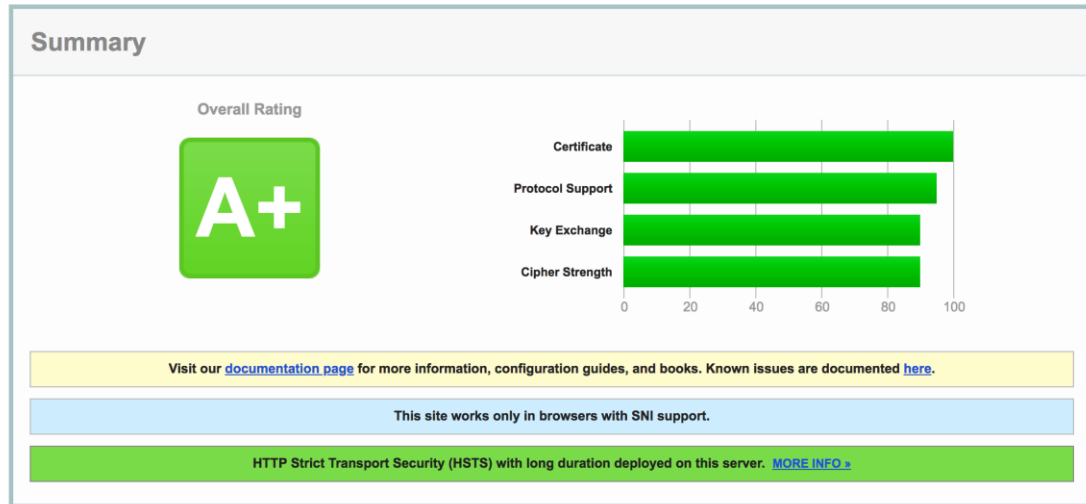 Summary
Overall Rating
A+
Certificate
Protocol Support
Key Exchange
Cipher Strength
0 20 40 60 80 100
Visit our documentation page for more information, configuration guides, and books. Known issues are documented here.
This site works only in browsers with SNI support.
HTTP Strict Transport Security (HSTS) with long duration deployed on this server. MORE INFO »